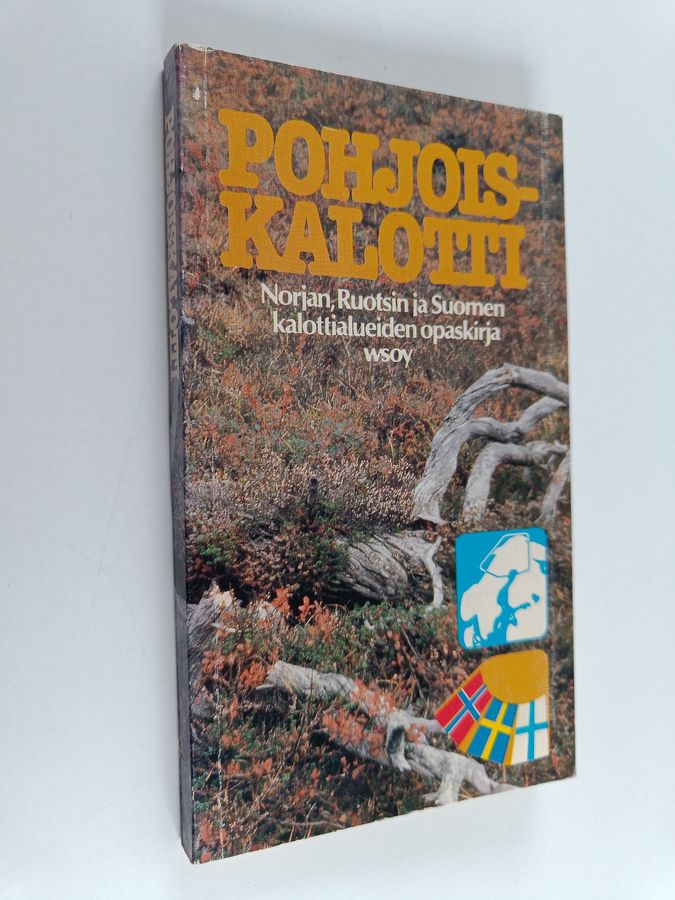 POHJOIS-
KALOTTI
Norjan, Ruotsin ja Suomen
kalottialueiden opaskirja
wsoy